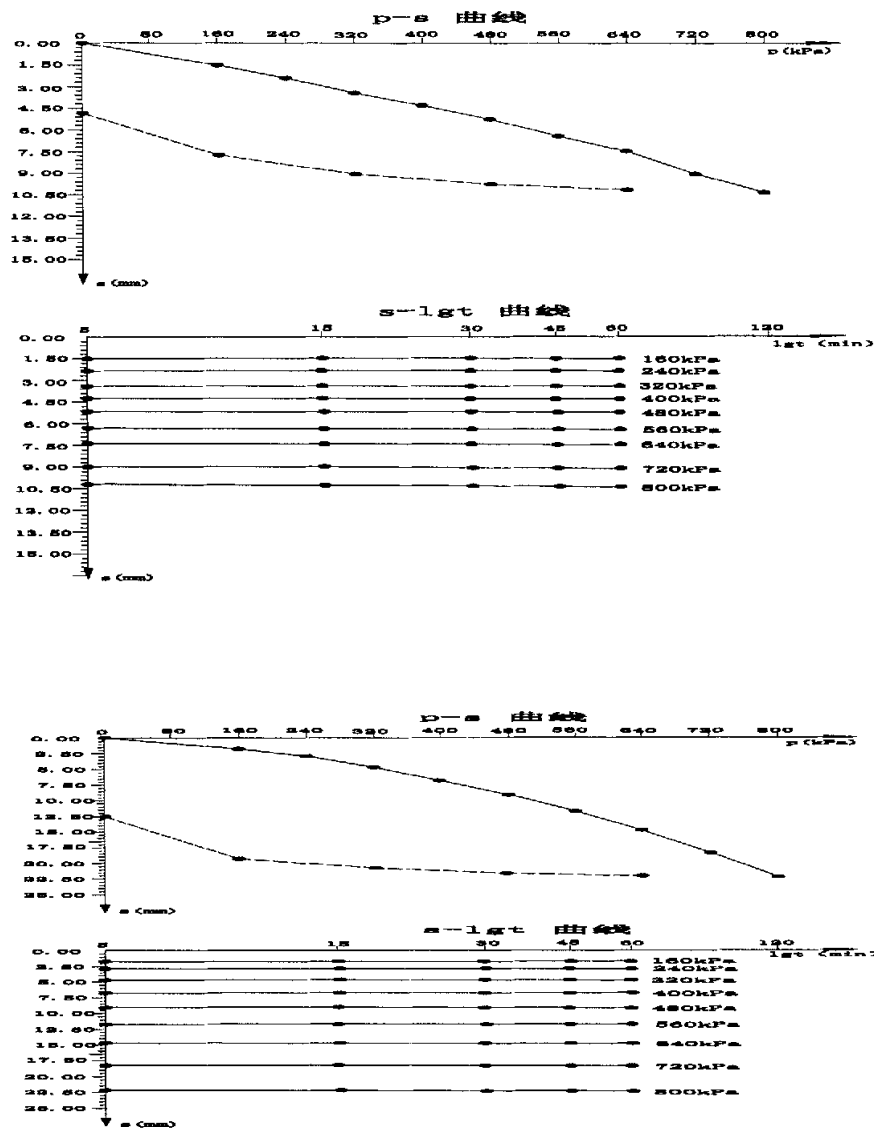 p-s 曲线
0.00 0 80 160 240 320 400 480 560 640 720 800
p(kPa)
1.50
3.00
4.50
6.00
7.50
9.00
10.50
12.00
13.50
15.00
s(mm)
s-lgt 曲线
0.00 5 15 30 45 60 120
lgt(min)
1.50 160kPa
240kPa
3.00 320kPa
4.50 400kPa
480kPa
6.00 560kPa
7.50 640kPa
9.00 720kPa
10.50 800kPa
12.00
13.50
15.00
s(mm)
p-s 曲线
0.00 0 80 160 240 320 400 480 560 640 720 800
p(kPa)
2.50
5.00
7.50
10.00
12.50
15.00
17.50
20.00
22.50
25.00
s(mm)
s-lgt 曲线
0.00 5 15 30 45 60 120
lgt(min)
160kPa
2.50 240kPa
5.00 320kPa
7.50 400kPa
10.00 480kPa
12.50 560kPa
15.00 640kPa
17.50 720kPa
20.00
22.50 800kPa
25.00
s(mm)